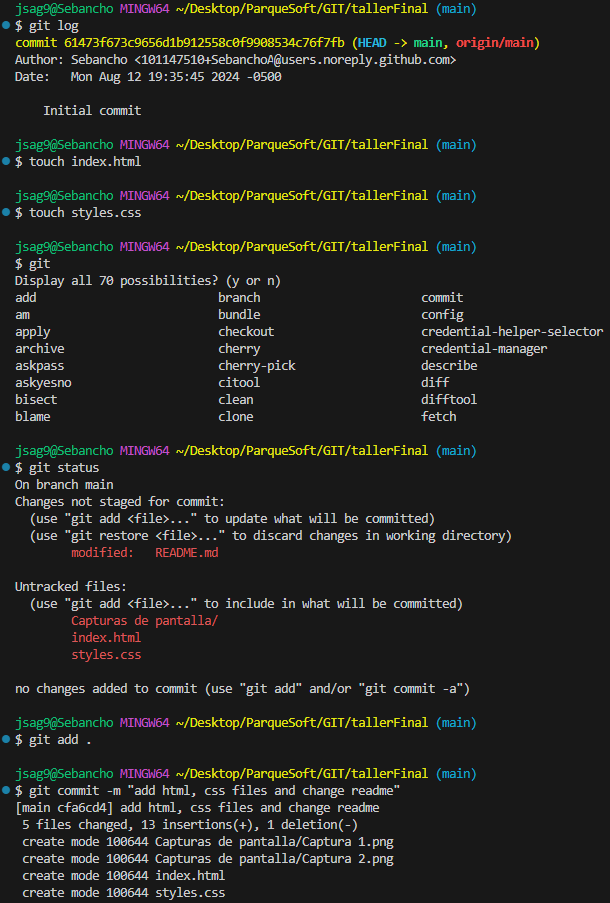 jsag9@Sebancho MINGW64 ~/Desktop/ParqueSoft/GIT/tallerFinal (main)
$ git log
commit 61473f673c9656d1b912558c0f9908534c76f7fb (HEAD -> main, origin/main)
Author: Sebancho <101147510+SebanchoA@users.noreply.github.com>
Date:   Mon Aug 12 19:35:45 2024 -0500

    Initial commit

jsag9@Sebancho MINGW64 ~/Desktop/ParqueSoft/GIT/tallerFinal (main)
$ touch index.html

jsag9@Sebancho MINGW64 ~/Desktop/ParqueSoft/GIT/tallerFinal (main)
$ touch styles.css

jsag9@Sebancho MINGW64 ~/Desktop/ParqueSoft/GIT/tallerFinal (main)
$ git
Display all 70 possibilities? (y or n)
add                          branch                       commit
am                           bundle                       config
apply                        checkout                     credential-helper-selector
archive                      cherry                       credential-manager
askpass                      cherry-pick                  describe
askyesno                     citool                       diff
bisect                       clean                        difftool
blame                        clone                        fetch

jsag9@Sebancho MINGW64 ~/Desktop/ParqueSoft/GIT/tallerFinal (main)
$ git status
On branch main
Changes not staged for commit:
  (use "git add <file>..." to update what will be committed)
  (use "git restore <file>..." to discard changes in working directory)
        modified:   README.md

Untracked files:
  (use "git add <file>..." to include in what will be committed)
        Capturas de pantalla/
        index.html
        styles.css

no changes added to commit (use "git add" and/or "git commit -a")

jsag9@Sebancho MINGW64 ~/Desktop/ParqueSoft/GIT/tallerFinal (main)
$ git add .

jsag9@Sebancho MINGW64 ~/Desktop/ParqueSoft/GIT/tallerFinal (main)
$ git commit -m "add html, css files and change readme"
[main cfa6cd4] add html, css files and change readme
 5 files changed, 13 insertions(+), 1 deletion(-)
 create mode 100644 Capturas de pantalla/Captura 1.png
 create mode 100644 Capturas de pantalla/Captura 2.png
 create mode 100644 index.html
 create mode 100644 styles.css